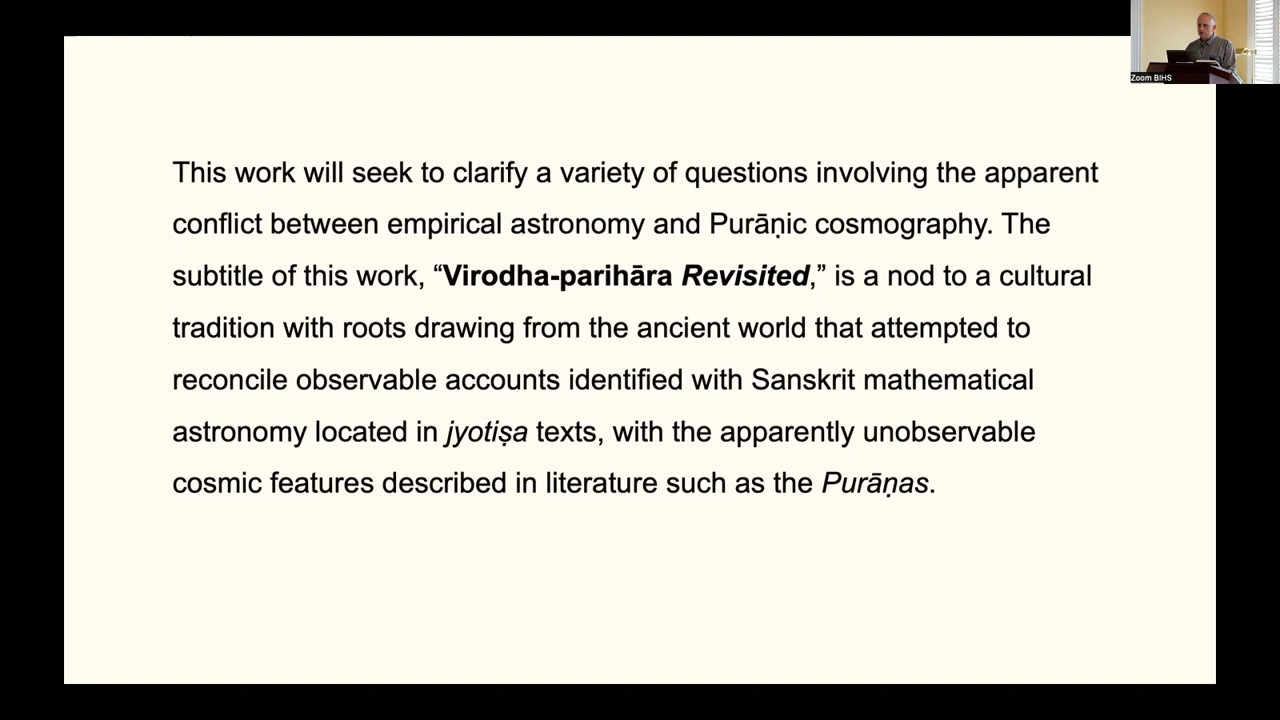 Zoom BIHS
This work will seek to clarify a variety of questions involving the apparent
conflict between empirical astronomy and Purāṇic cosmography. The
subtitle of this work, “Virodha-parihāra Revisited,” is a nod to a cultural
tradition with roots drawing from the ancient world that attempted to
reconcile observable accounts identified with Sanskrit mathematical
astronomy located in jyotiṣa texts, with the apparently unobservable
cosmic features described in literature such as the Purāṇas.